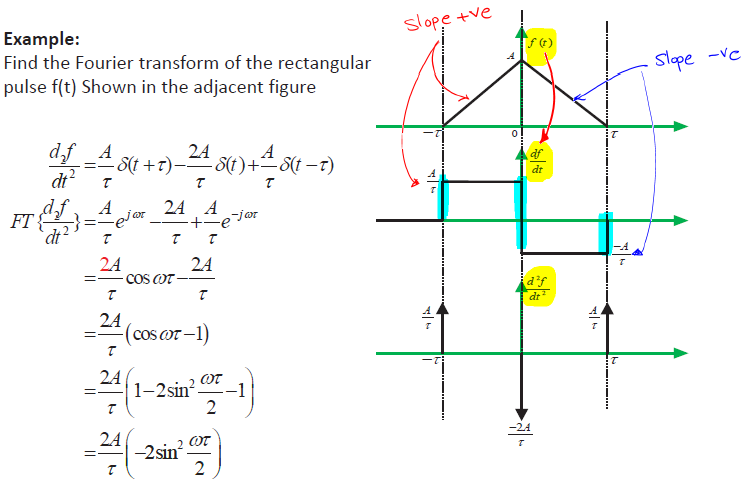 Example:
Find the Fourier transform of the rectangular
pulse f(t) Shown in the adjacent figure
d₂f/dt² = A/τ δ(t + τ) − 2A/τ δ(t) + A/τ δ(t − τ)
FT{d₂f/dt²} = A/τ e^{jωτ} − 2A/τ + A/τ e^{−jωτ}
= 2A/τ cos ωτ − 2A/τ
= 2A/τ (cos ωτ − 1)
= 2A/τ (1 − 2sin² ωτ/2 − 1)
= 2A/τ (−2sin² ωτ/2)
Slope +ve
f (t)
A
Slope −ve
−τ
0
τ
df/dt
A/τ
−A/τ
d²f/dt²
A/τ
A/τ
−τ
τ
−2A/τ